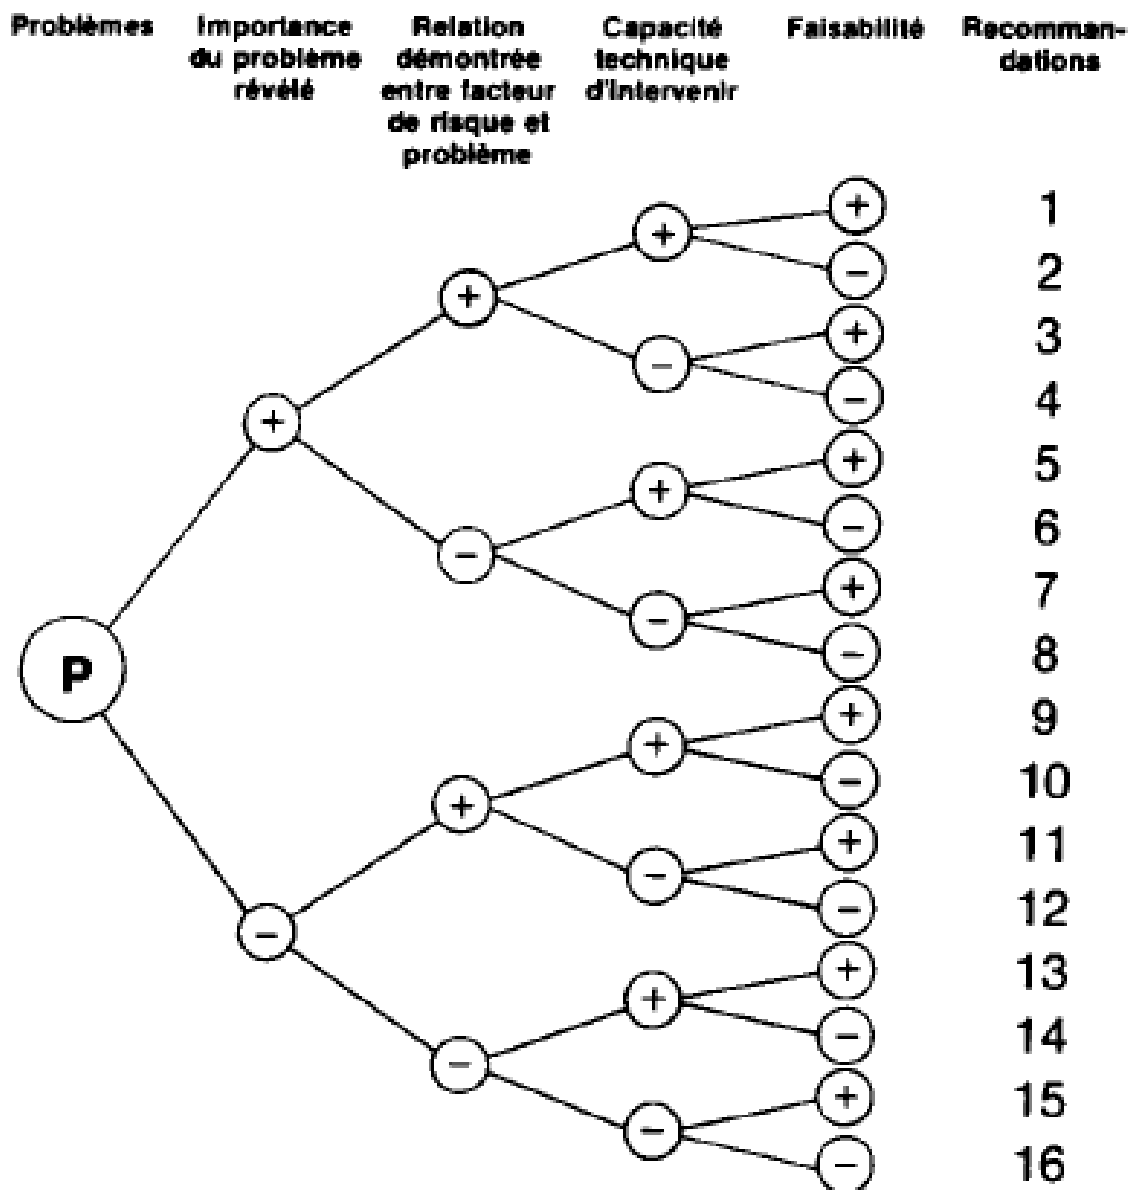 Problèmes
Importance
du problème
révélé
Relation
démontrée
entre facteur
de risque et
problème
Capacité
technique
d'Intervenir
Faisabilité
Recomman-
dations
+ 1
+ − 2
+ + 3
− − 4
+ + 5
+ − 6
− + 7
− − 8
P
+ 9
+ − 10
+ + 11
− − 12
− + 13
+ − 14
− + 15
− − 16